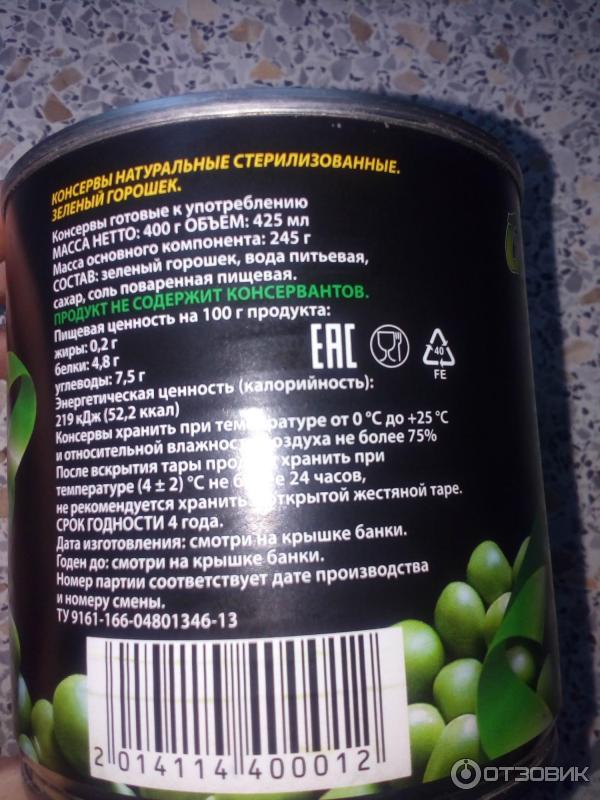 КОНСЕРВЫ НАТУРАЛЬНЫЕ СТЕРИЛИЗОВАННЫЕ.
ЗЕЛЕНЫЙ ГОРОШЕК.
Консервы готовые к употреблению
МАССА НЕТТО: 400 г ОБЪЕМ: 425 мл
Масса основного компонента: 245 г
СОСТАВ: зеленый горошек, вода питьевая,
сахар, соль поваренная пищевая.
ПРОДУКТ НЕ СОДЕРЖИТ КОНСЕРВАНТОВ.
Пищевая ценность на 100 г продукта:
жиры: 0,2 г
белки: 4,8 г
углеводы: 7,5 г
ЕАС
40
FE
Энергетическая ценность (калорийность):
219 кДж (52,2 ккал)
Консервы хранить при температуре от 0 °С до +25 °С
и относительной влажности воздуха не более 75%
После вскрытия тары хранить при
температуре (4 ± 2) °С не более 24 часов,
не рекомендуется хранить открытой жестяной таре.
СРОК ГОДНОСТИ 4 года.
Дата изготовления: смотри на крышке банки.
Годен до: смотри на крышке банки.
Номер партии соответствует дате производства
и номеру смены.
ТУ 9161-166-04801346-13
2 014114 400012
ОТЗОВИК